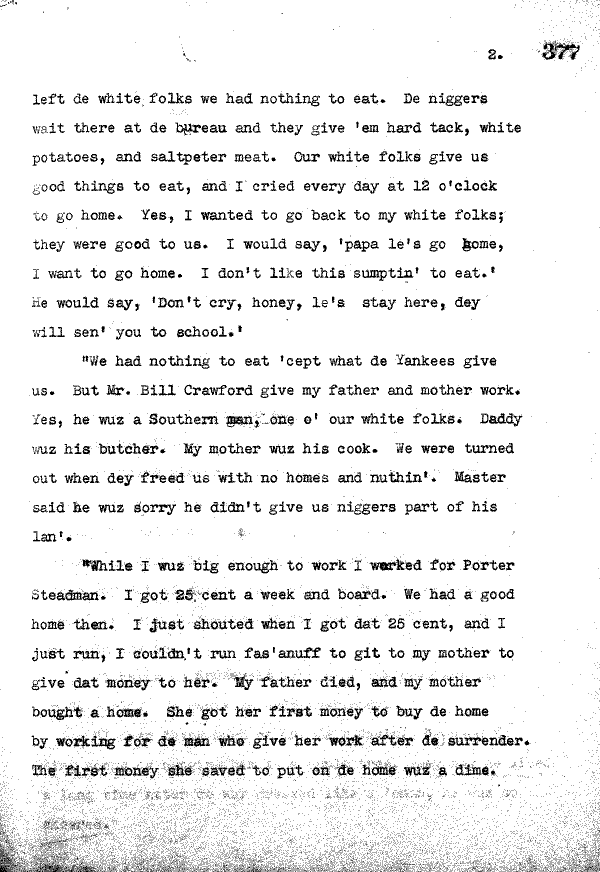 2. 377
left de white folks we had nothing to eat. De niggers
wait there at de bureau and they give 'em hard tack, white
potatoes, and saltpeter meat. Our white folks give us
good things to eat, and I cried every day at 12 o'clock
to go home. Yes, I wanted to go back to my white folks;
they were good to us. I would say, 'papa le's go home,
I want to go home. I don't like this sumptin' to eat.'
He would say, 'Don't cry, honey, le's stay here, dey
will sen' you to school.'
"We had nothing to eat 'cept what de Yankees give
us. But Mr. Bill Crawford give my father and mother work.
Yes, he wuz a Southern man, one o' our white folks. Daddy
wuz his butcher. My mother wuz his cook. We were turned
out when dey freed us with no homes and nuthin'. Master
said he wuz sorry he didn't give us niggers part of his
lan'.
"While I wuz big enough to work I worked for Porter
Steadman. I got 25 cent a week and board. We had a good
home then. I just shouted when I got dat 25 cent, and I
just run, I couldn't run fas'anuff to git to my mother to
give dat money to her. My father died, and my mother
bought a home. She got her first money to buy de home
by working for de man who give her work after de surrender.
The first money she saved to put on de home wuz a dime.